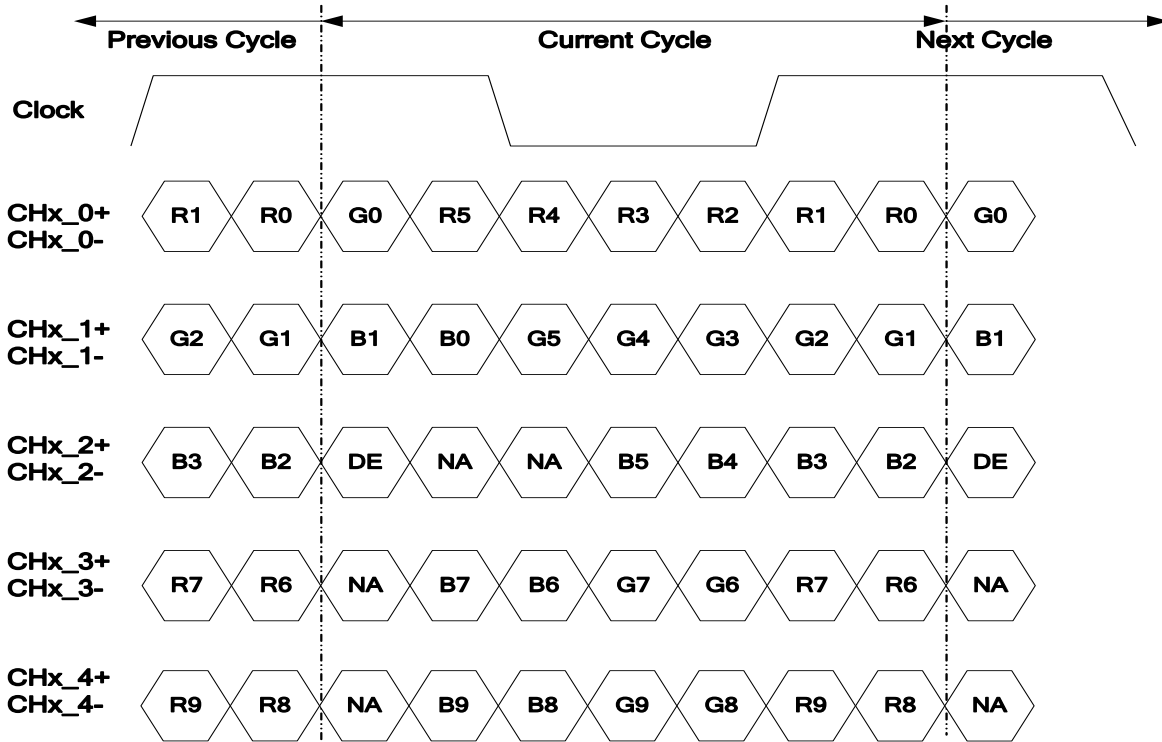 Previous Cycle Current Cycle Next Cycle
Clock
CHx_0+
CHx_0-
R1 R0 G0 R5 R4 R3 R2 R1 R0 G0
CHx_1+
CHx_1-
G2 G1 B1 B0 G5 G4 G3 G2 G1 B1
CHx_2+
CHx_2-
B3 B2 DE NA NA B5 B4 B3 B2 DE
CHx_3+
CHx_3-
R7 R6 NA B7 B6 G7 G6 R7 R6 NA
CHx_4+
CHx_4-
R9 R8 NA B9 B8 G9 G8 R9 R8 NA